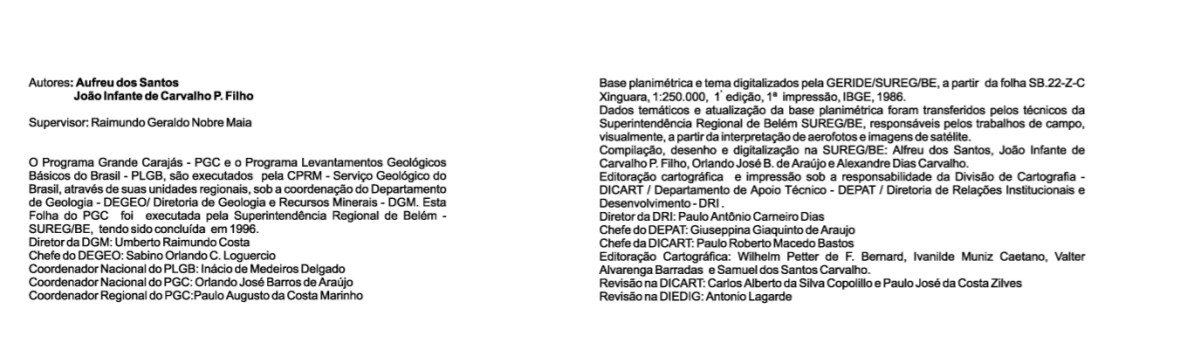 Autores: Aufreu dos Santos
João Infante de Carvalho P. Filho
Supervisor: Raimundo Geraldo Nobre Maia
O Programa Grande Carajás - PGC e o Programa Levantamentos Geológicos
Básicos do Brasil - PLGB, são executados pela CPRM - Serviço Geológico do
Brasil, através de suas unidades regionais, sob a coordenação do Departamento
de Geologia - DEGEO/ Diretoria de Geologia e Recursos Minerais - DGM. Esta
Folha do PGC foi executada pela Superintendência Regional de Belém -
SUREG/BE, tendo sido concluída em 1996.
Diretor da DGM: Umberto Raimundo Costa
Chefe do DEGEO: Sabino Orlando C. Loguercio
Coordenador Nacional do PLGB: Inácio de Medeiros Delgado
Coordenador Nacional do PGC: Orlando José Barros de Araújo
Coordenador Regional do PGC:Paulo Augusto da Costa Marinho
Base planimétrica e tema digitalizados pela GERIDE/SUREG/BE, a partir da folha SB.22-Z-C
Xinguara, 1:250.000, 1ª edição, 1ª impressão, IBGE, 1986.
Dados temáticos e atualização da base planimétrica foram transferidos pelos técnicos da
Superintendência Regional de Belém SUREG/BE, responsáveis pelos trabalhos de campo,
visualmente, a partir da interpretação de aerofotos e imagens de satélite.
Compilação, desenho e digitalização na SUREG/BE: Alfreu dos Santos, João Infante de
Carvalho P. Filho, Orlando José B. de Araújo e Alexandre Dias Carvalho.
Editoração cartográfica e impressão sob a responsabilidade da Divisão de Cartografia -
DICART / Departamento de Apoio Técnico - DEPAT / Diretoria de Relações Institucionais e
Desenvolvimento - DRI .
Diretor da DRI: Paulo Antônio Carneiro Dias
Chefe do DEPAT: Giuseppina Giaquinto de Araujo
Chefe da DICART: Paulo Roberto Macedo Bastos
Editoração Cartográfica: Wilhelm Petter de F. Bernard, Ivanilde Muniz Caetano, Valter
Alvarenga Barradas e Samuel dos Santos Carvalho.
Revisão na DICART: Carlos Alberto da Silva Copolillo e Paulo José da Costa Zilves
Revisão na DIEDIG: Antonio Lagarde